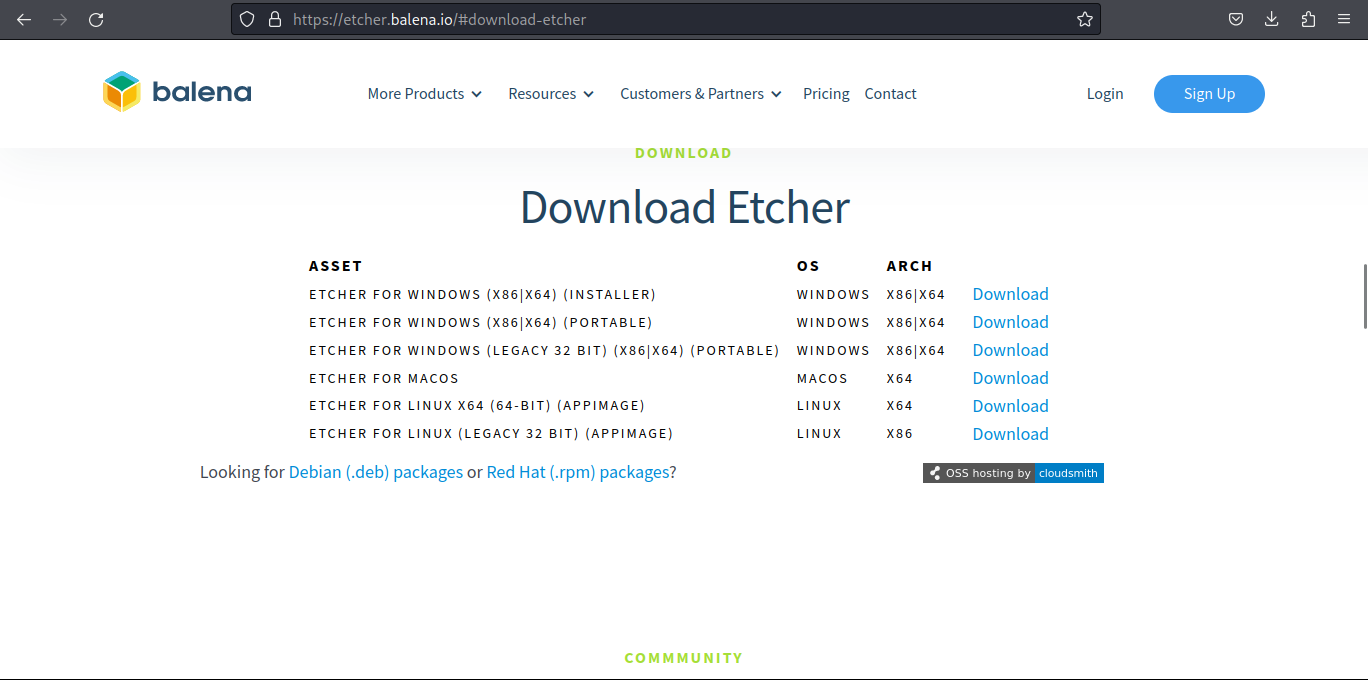 https://etcher.balena.io/#download-etcher
balena More Products Resources Customers & Partners Pricing Contact Login Sign Up
DOWNLOAD
Download Etcher
ASSET OS ARCH
ETCHER FOR WINDOWS (X86|X64) (INSTALLER) WINDOWS X86|X64 Download
ETCHER FOR WINDOWS (X86|X64) (PORTABLE) WINDOWS X86|X64 Download
ETCHER FOR WINDOWS (LEGACY 32 BIT) (X86|X64) (PORTABLE) WINDOWS X86|X64 Download
ETCHER FOR MACOS MACOS X64 Download
ETCHER FOR LINUX X64 (64-BIT) (APPIMAGE) LINUX X64 Download
ETCHER FOR LINUX (LEGACY 32 BIT) (APPIMAGE) LINUX X86 Download
Looking for Debian (.deb) packages or Red Hat (.rpm) packages? OSS hosting by cloudsmith
COMMMUNITY